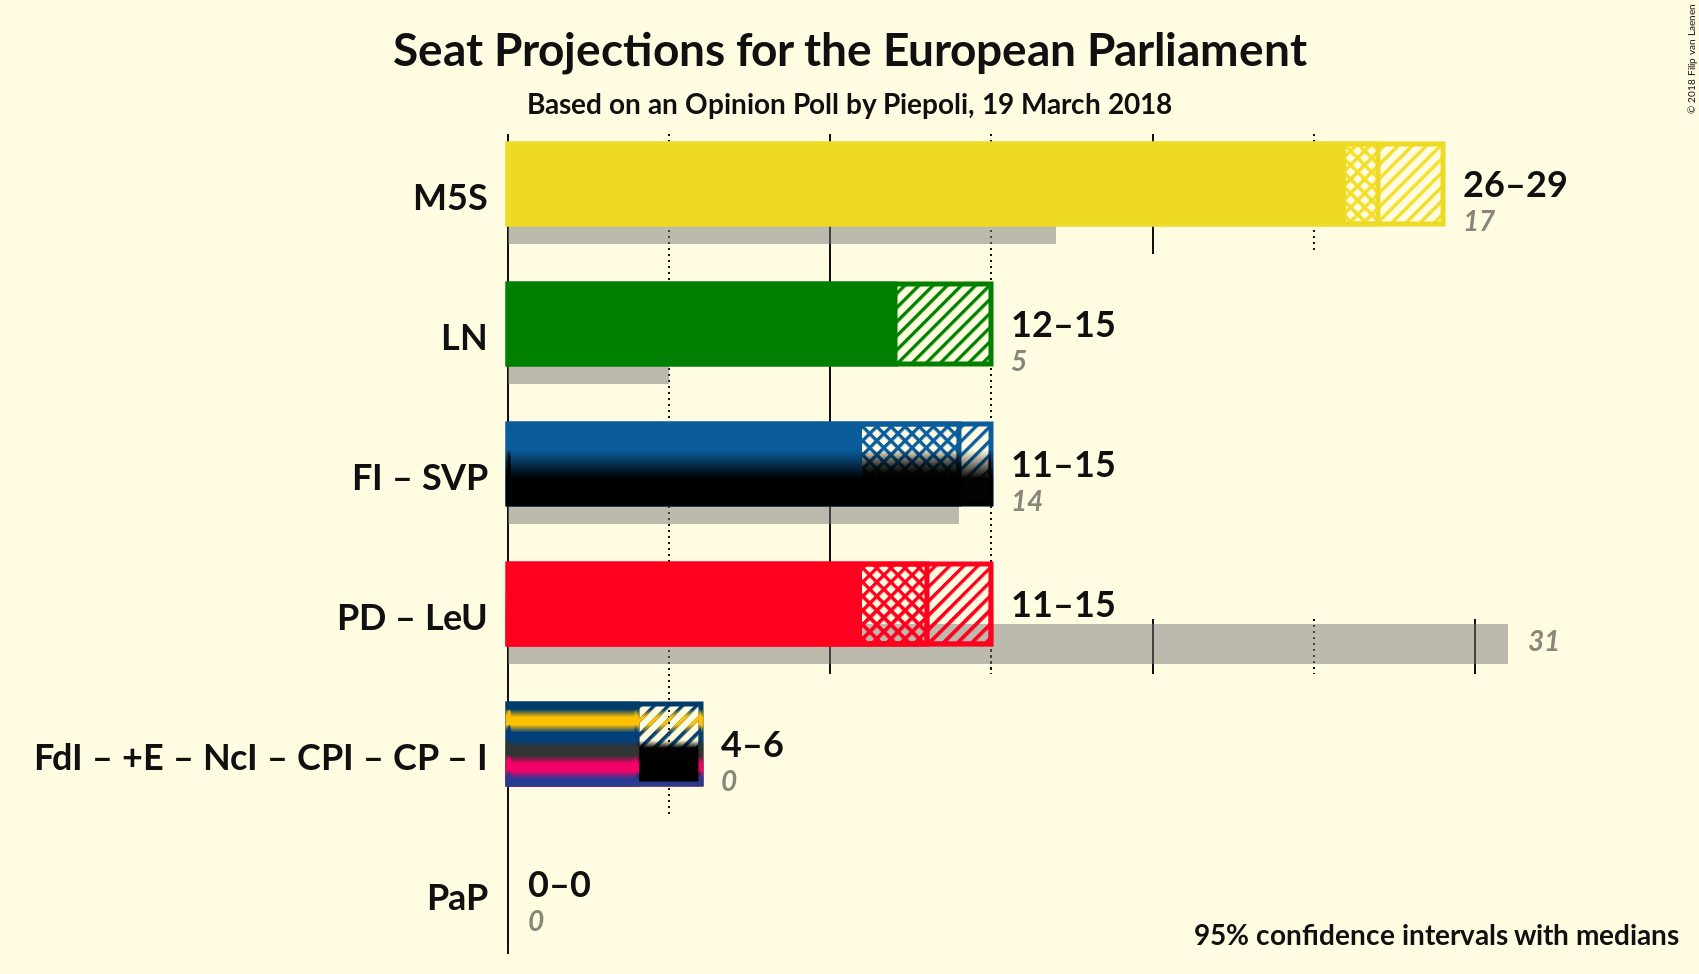 Seat Projections for the European Parliament
Based on an Opinion Poll by Piepoli, 19 March 2018
© 2018 Filip van Laenen
M5S
26–29
17
LN
12–15
5
FI – SVP
11–15
14
PD – LeU
11–15
31
FdI – +E – NcI – CPI – CP – I
4–6
0
PaP
0–0
0
95% confidence intervals with medians